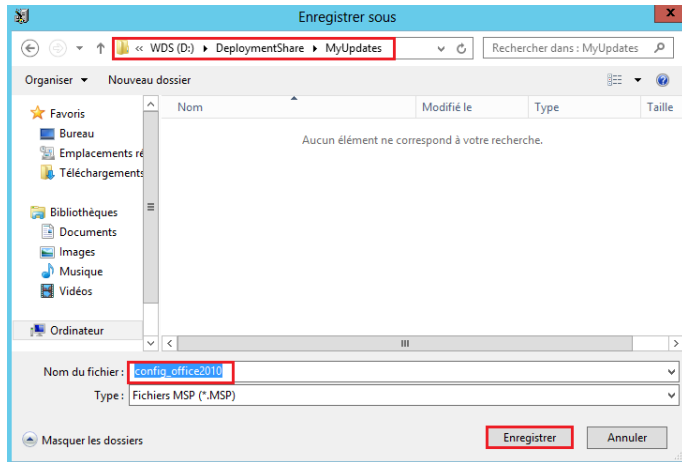 Enregistrer sous
x
« WDS (D:) DeploymentShare MyUpdates
Rechercher dans : MyUpdates
Organiser Nouveau dossier
Favoris
Bureau
Emplacements ré
Téléchargements
Bibliothèques
Documents
Images
Musique
Vidéos
Ordinateur
Nom Modifié le Type Taille
Aucun élément ne correspond à votre recherche.
Nom du fichier : config_office2010
Type : Fichiers MSP (*.MSP)
Masquer les dossiers
Enregistrer Annuler